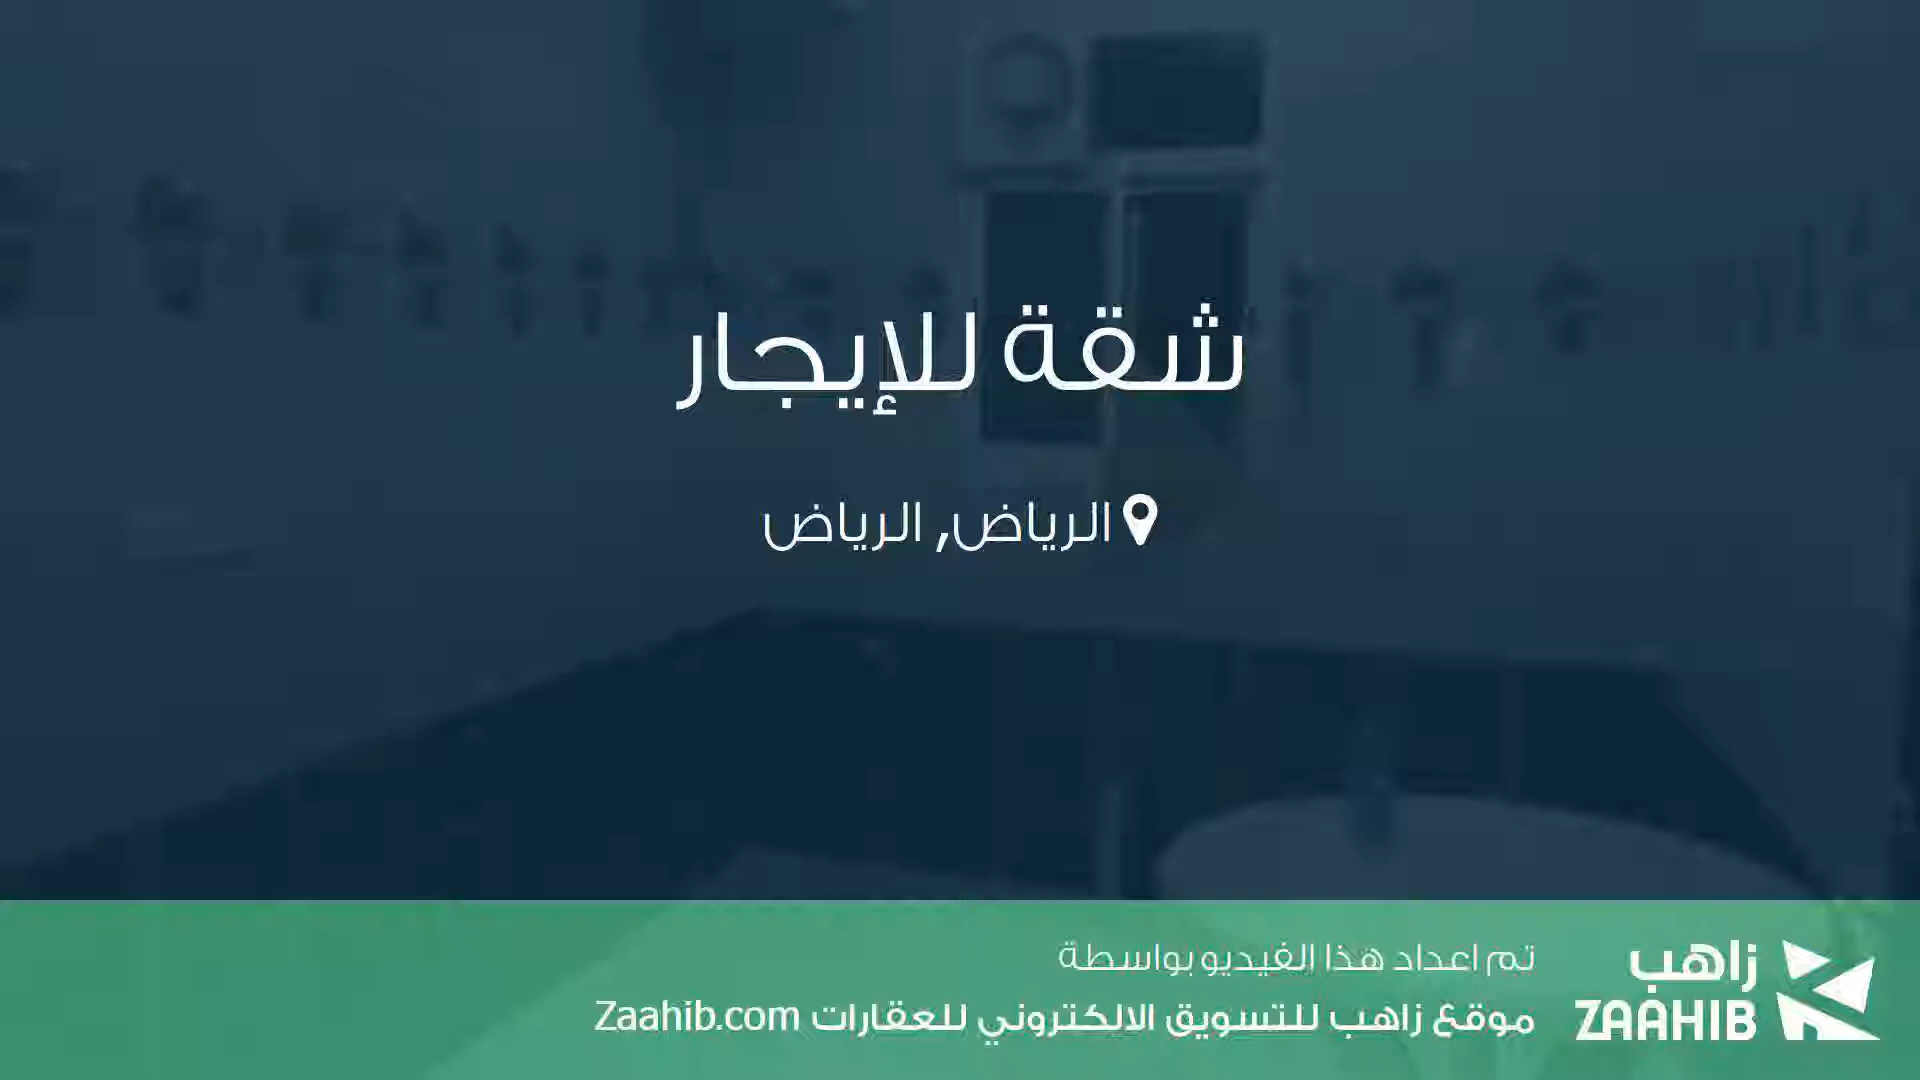 شقة للإيجار
الرياض, الرياض
تم اعداد هذا الفيديو بواسطة
موقع زاهب للتسويق الالكتروني للعقارات Zaahib.com
زاهب
ZAAHIB